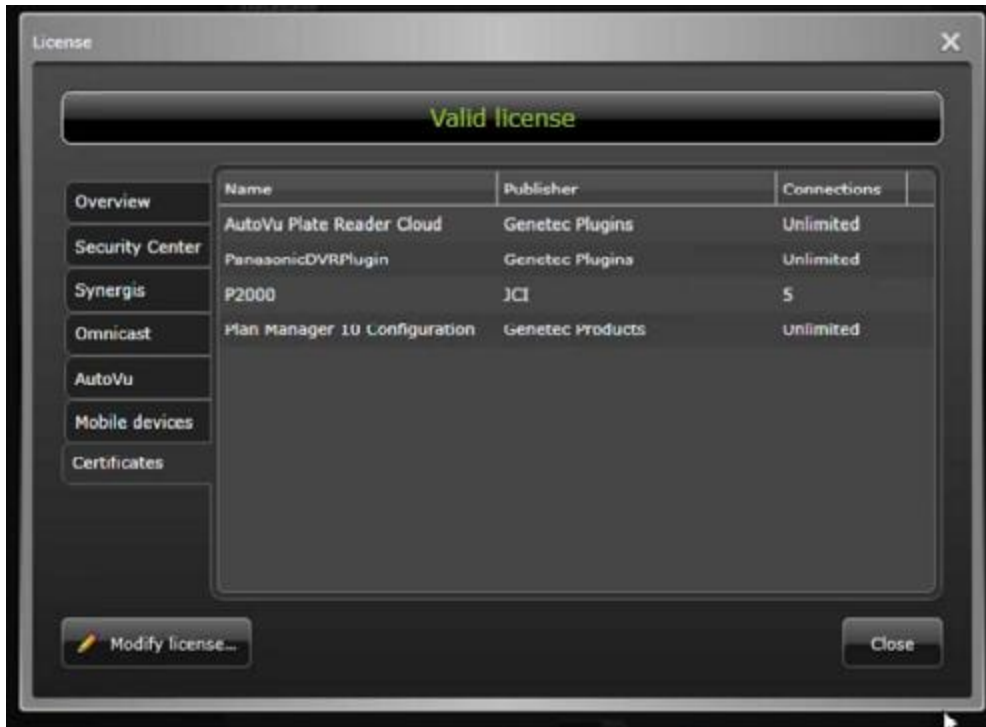 License
Valid license
Overview
Security Center
Synergis
Omnicast
AutoVu
Mobile devices
Certificates
Name Publisher Connections
AutoVu Plate Reader Cloud Genetec Plugins Unlimited
PanasonicDVRPlugin Genetec Plugins Unlimited
P2000 JCI 5
Plan Manager 10 Configuration Genetec Products Unlimited
Modify license...
Close